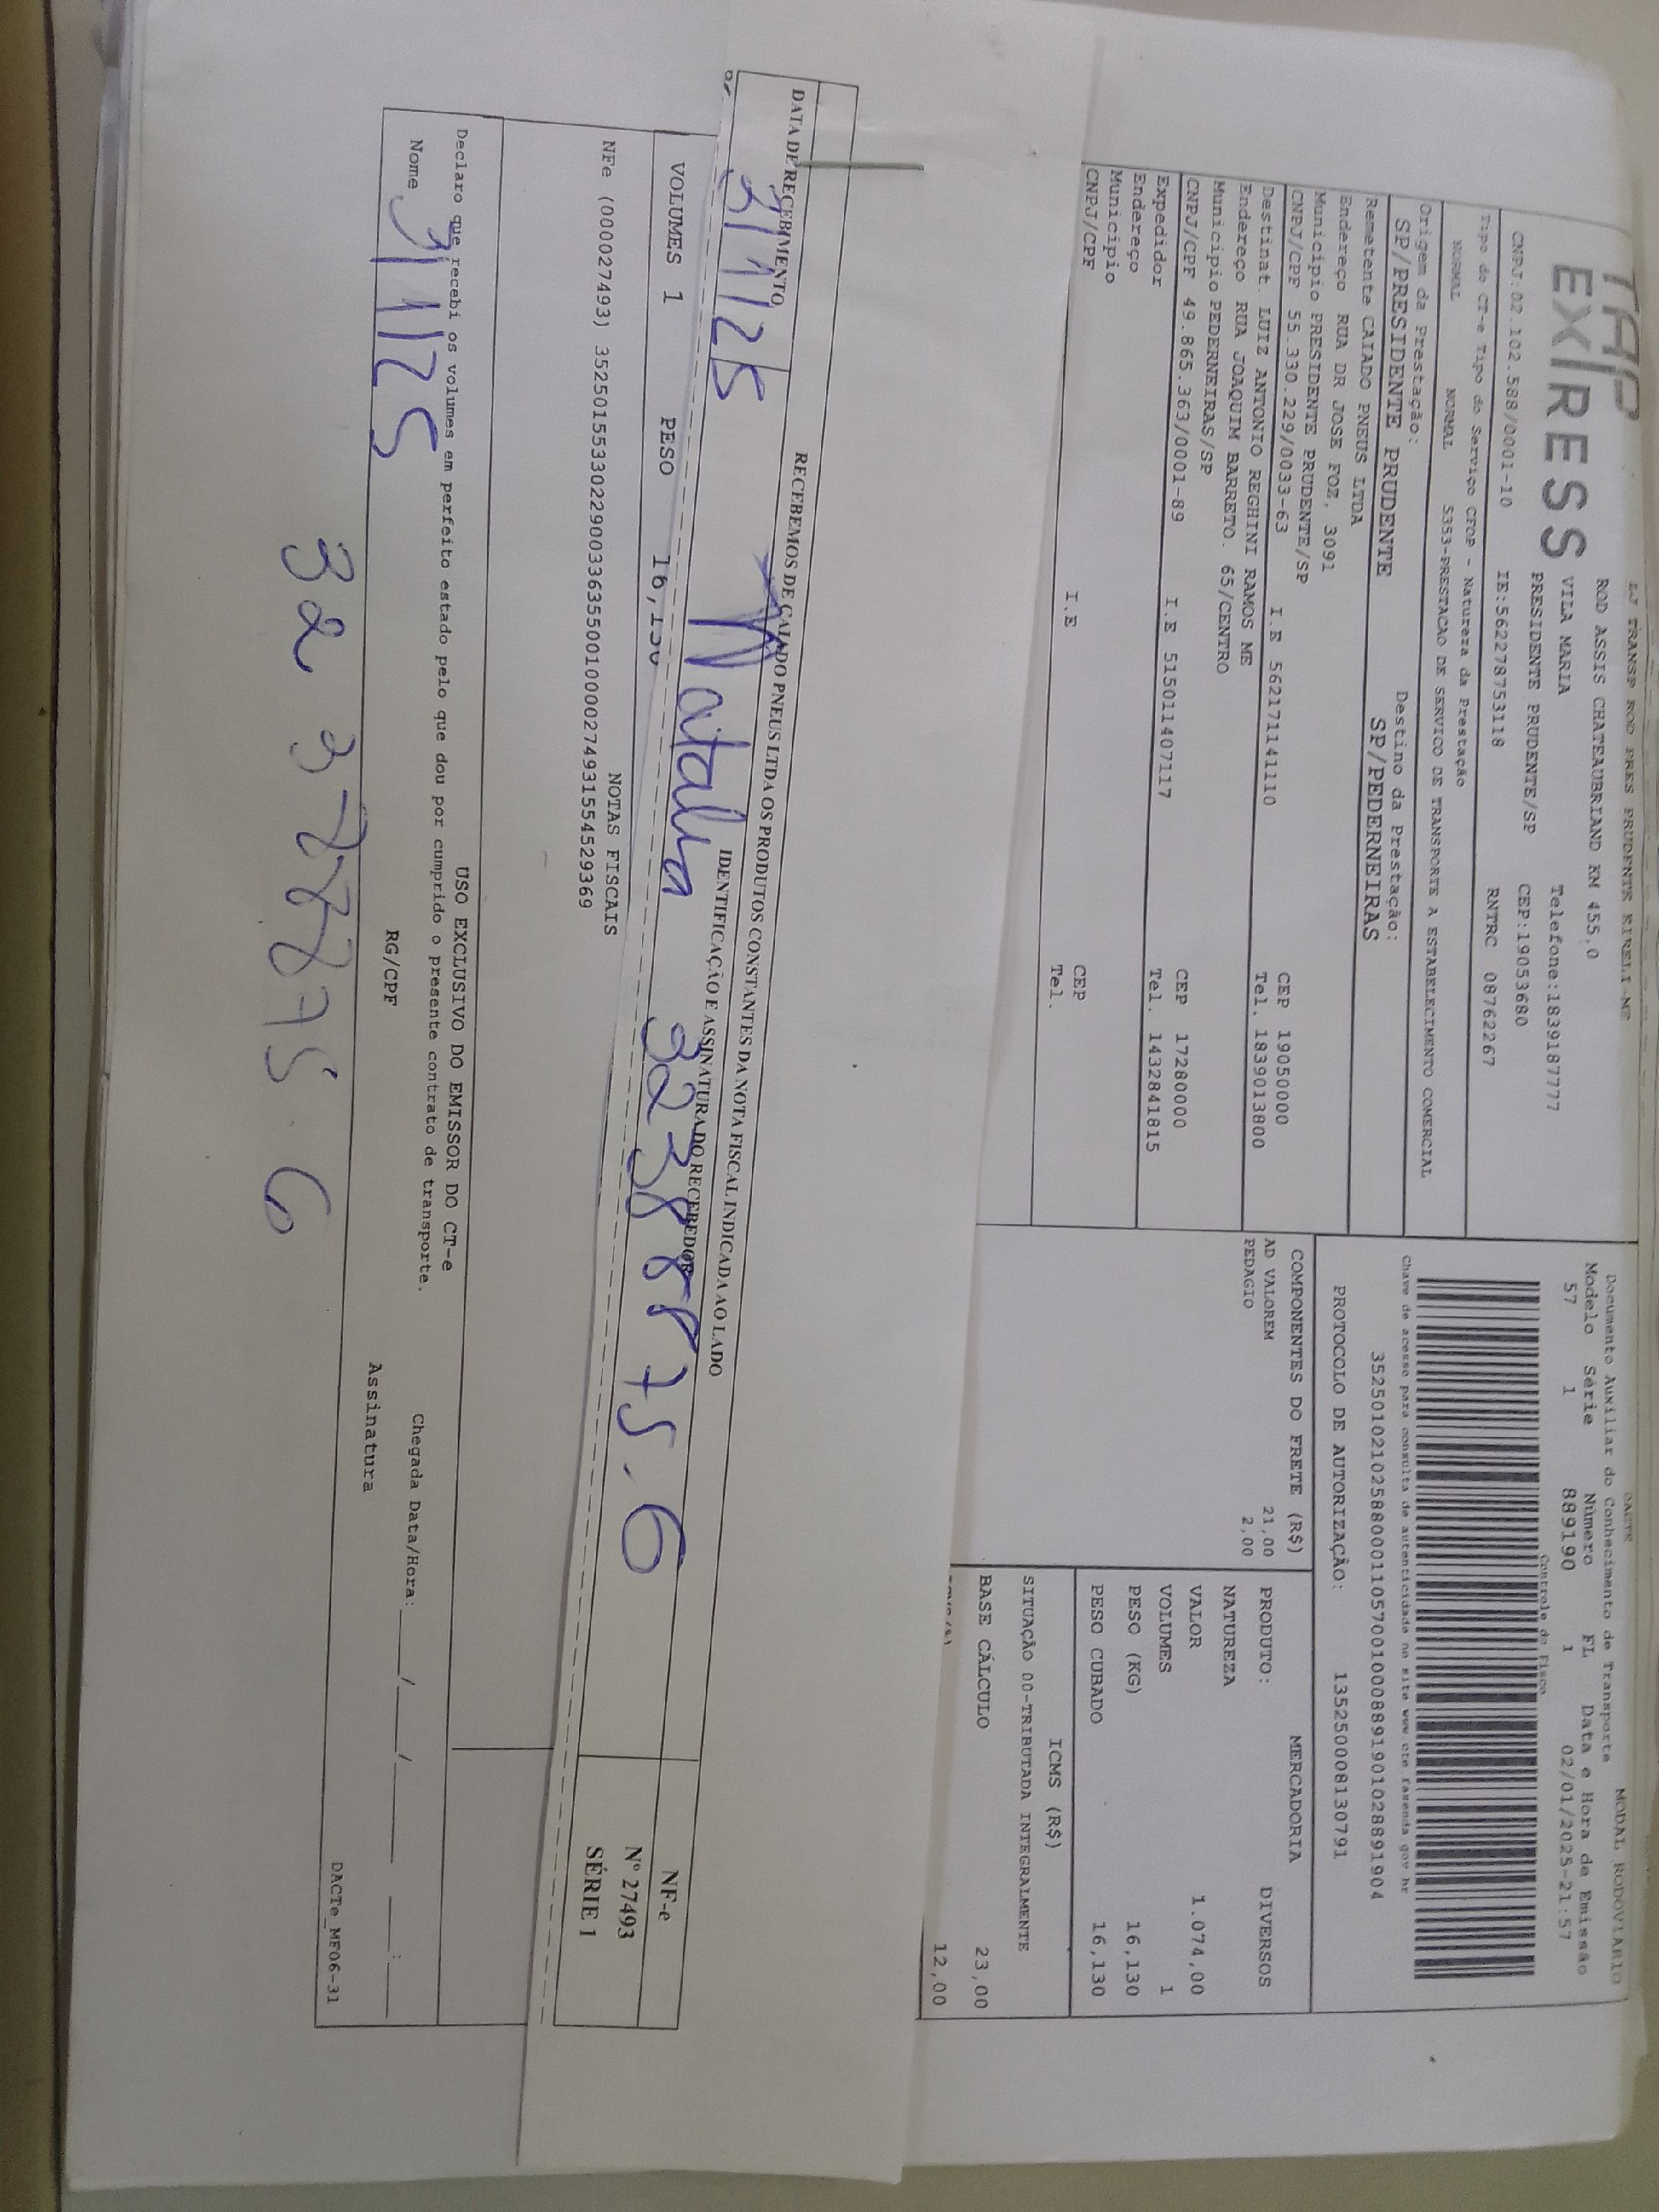 TAP
EXPRESS
LJ TRANSP ROD PRES PRUDENTE EIRELI-ME
ROD ASSIS CHATEAUBRIAND KM 455,0
VILA MARIA Telefone:1839187777
PRESIDENTE PRUDENTE/SP CEP:19053680
CNPJ:02.102.588/0001-10 IE:562278753118 RNTRC 08762267
Tipo do CT-e Tipo do Serviço CFOP - Natureza da Prestação
NORMAL NORMAL 5353-PRESTACAO DE SERVICO DE TRANSPORTE A ESTABELECIMENTO COMERCIAL
Origem da Prestação: Destino da Prestação:
SP/PRESIDENTE PRUDENTE SP/PEDERNEIRAS
Remetente CAIADO PNEUS LTDA
Endereço RUA DR JOSE FOZ, 3091
Município PRESIDENTE PRUDENTE/SP CEP 19050000
CNPJ/CPF 55.330.229/0033-63 I.E 562171141110 Tel. 1839013800
Destinat. LUIZ ANTONIO REGHINI RAMOS ME
Endereço RUA JOAQUIM BARRETO. 65/CENTRO
Município PEDERNEIRAS/SP CEP 17280000
CNPJ/CPF 49.865.363/0001-89 I.E 515011407117 Tel. 1432841815
Expedidor
Endereço
Município CEP
CNPJ/CPF I.E Tel.
DACTE MODAL RODOVIARIO
Documento Auxiliar do Conhecimento de Transporte
Modelo Série Número FL Data e Hora de Emissão
57 1 889190 1 02/01/2025-21:57
Controle do Fisco
Chave de acesso para consulta de autenticidade no site www cte fazenda gov br
35250102102588000110570010008891901028891904
PROTOCOLO DE AUTORIZAÇÃO: 135250008130791
COMPONENTES DO FRETE (R$)
AD VALOREM 21,00
PEDAGIO 2,00
MERCADORIA
PRODUTO: DIVERSOS
NATUREZA
VALOR 1.074,00
VOLUMES 1
PESO (KG) 16,130
PESO CUBADO 16,130
ICMS (R$)
SITUAÇÃO 00-TRIBUTADA INTEGRALMENTE
BASE CÁLCULO 23,00
12,00
RECEBEMOS DE CAIADO PNEUS LTDA OS PRODUTOS CONSTANTES DA NOTA FISCAL INDICADA AO LADO
DATA DE RECEBIMENTO IDENTIFICAÇÃO E ASSINATURA DO RECEBEDOR
3/1/25 Natalia 32388875.6
NF-e
Nº 27493
SÉRIE 1
VOLUMES 1 PESO 16,130
NOTAS FISCAIS
NFe (000027493) 35250155330229003363550010000274931554529369
USO EXCLUSIVO DO EMISSOR DO CT-e
Declaro que recebi os volumes em perfeito estado pelo que dou por cumprido o presente contrato de transporte.
Chegada Data/Hora:____/____/____ ___:___
Nome 3/1/25 RG/CPF Assinatura
DACTe_MF06-31